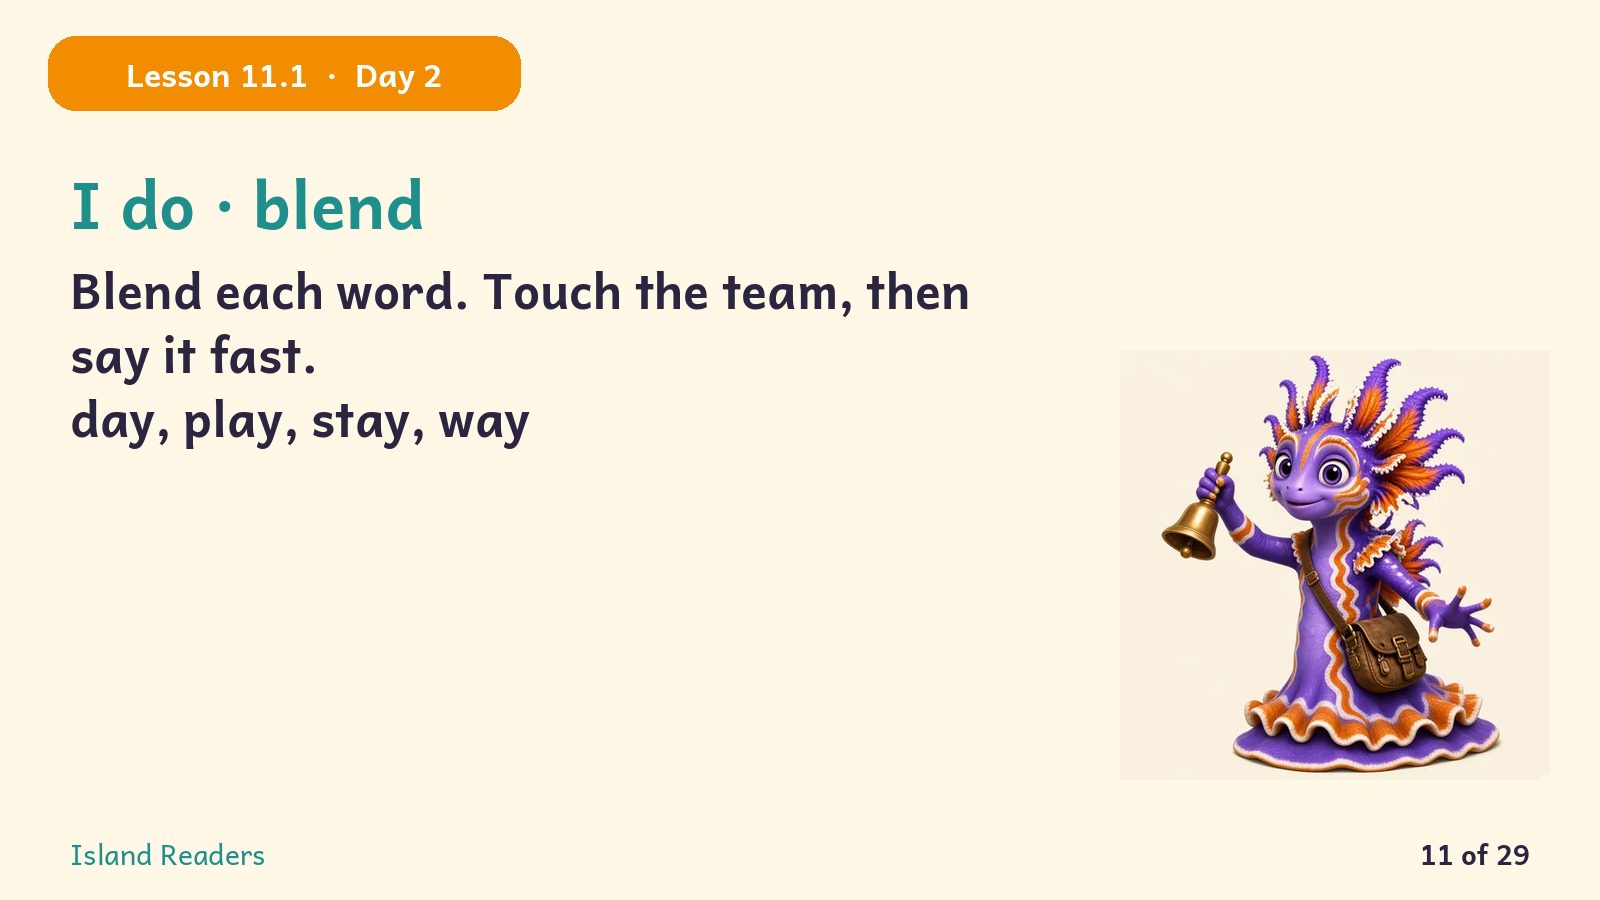 Lesson 11.1 · Day 2
I do · blend
Blend each word. Touch the team, then
say it fast.
day, play, stay, way
Island Readers
11 of 29